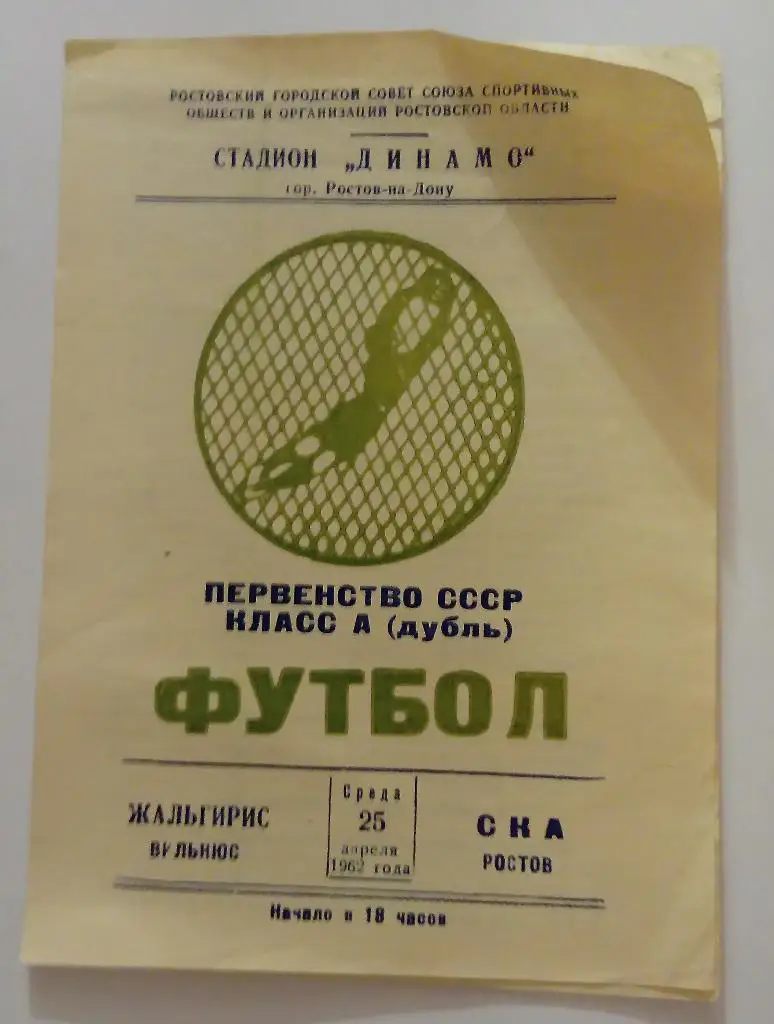 РОСТОВСКИЙ ГОРОДСКОЙ СОВЕТ СОЮЗА СПОРТИВНЫХ
ОБЩЕСТВ И ОРГАНИЗАЦИЙ РОСТОВСКОЙ ОБЛАСТИ
СТАДИОН „ДИНАМО“
гор. Ростов-на-Дону
ПЕРВЕНСТВО СССР
КЛАСС А (дубль)
ФУТБОЛ
ЖАЛЬГИРИС
ВИЛЬНЮС
Среда
25
апреля
1962 года
СКА
РОСТОВ
Начало в 18 часов